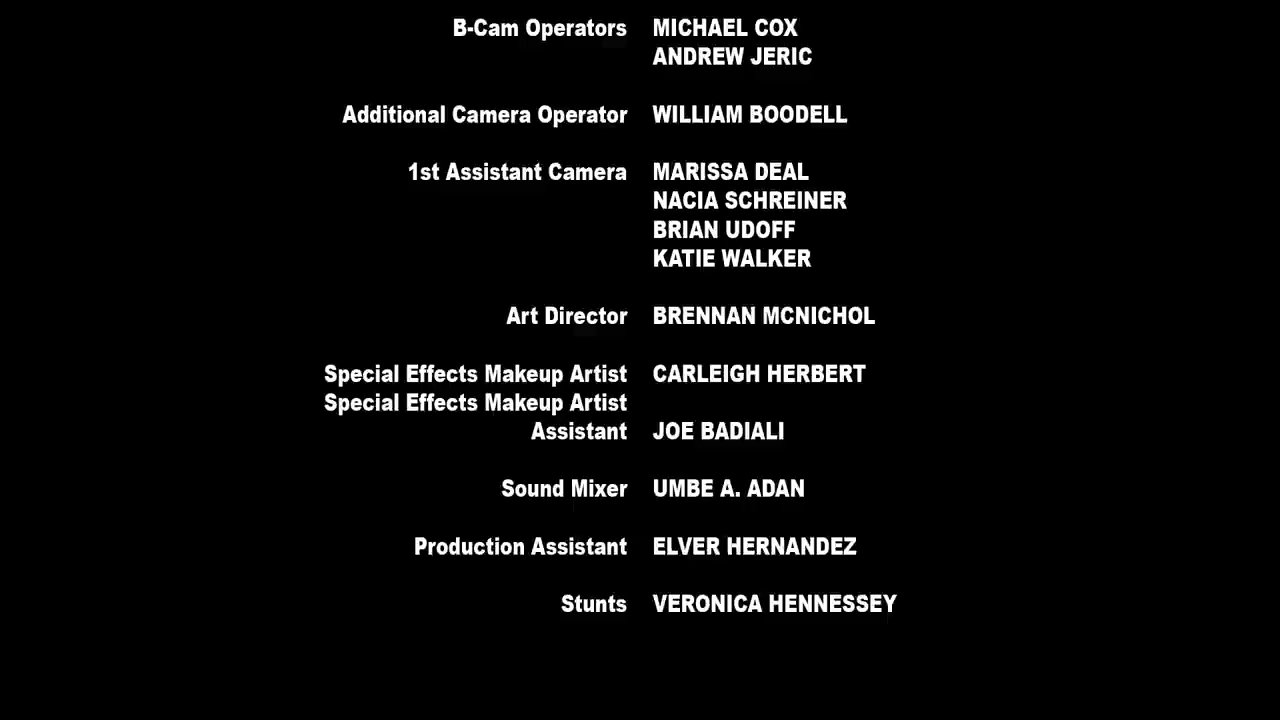 B-Cam Operators MICHAEL COX
ANDREW JERIC
Additional Camera Operator WILLIAM BOODELL
1st Assistant Camera MARISSA DEAL
NACIA SCHREINER
BRIAN UDOFF
KATIE WALKER
Art Director BRENNAN MCNICHOL
Special Effects Makeup Artist CARLEIGH HERBERT
Special Effects Makeup Artist
Assistant JOE BADIALI
Sound Mixer UMBE A. ADAN
Production Assistant ELVER HERNANDEZ
Stunts VERONICA HENNESSEY